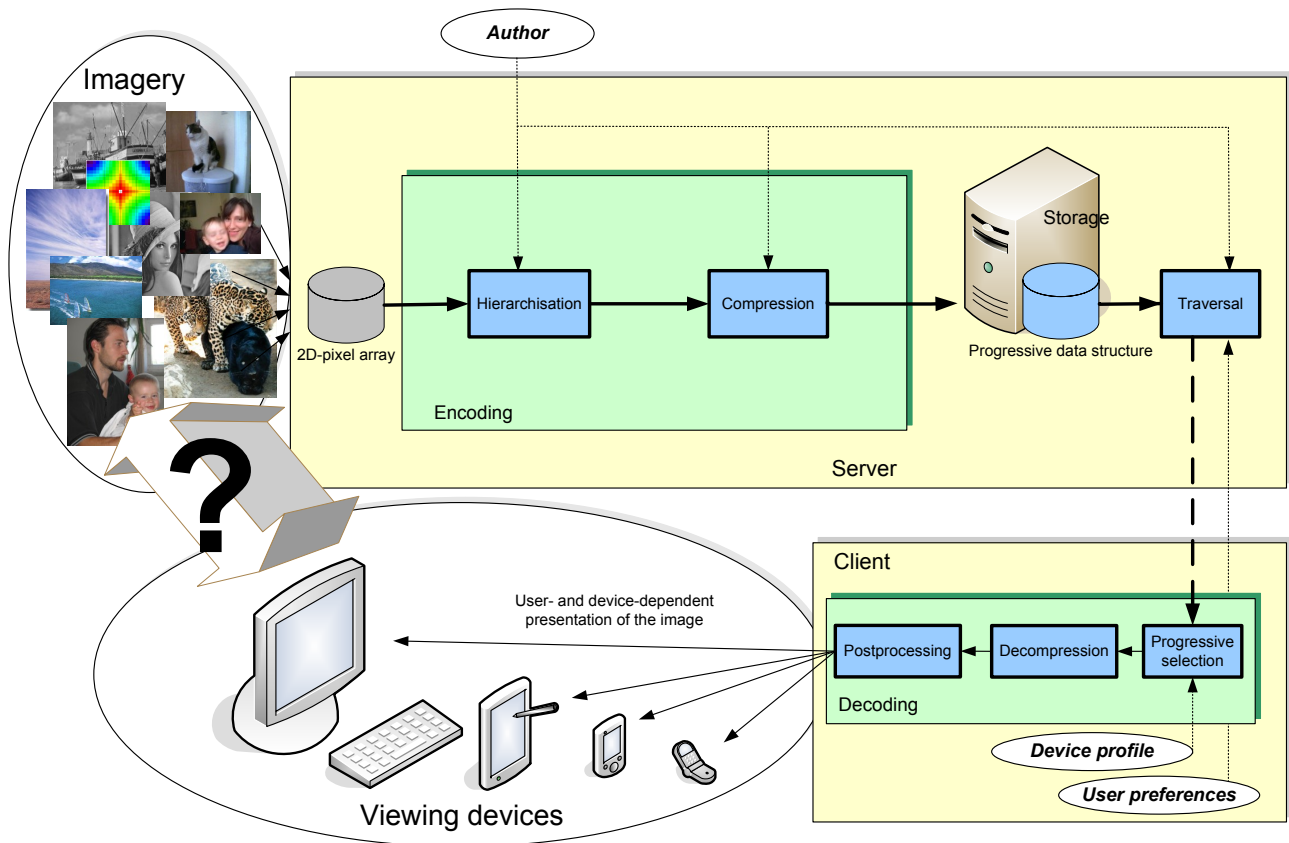 Author
Imagery
Storage
Hierarchisation
Compression
Traversal
2D-pixel array
Progressive data structure
Encoding
Server
?
Client
User- and device-dependent
presentation of the image
Postprocessing
Decompression
Progressive
selection
Decoding
Device profile
User preferences
Viewing devices